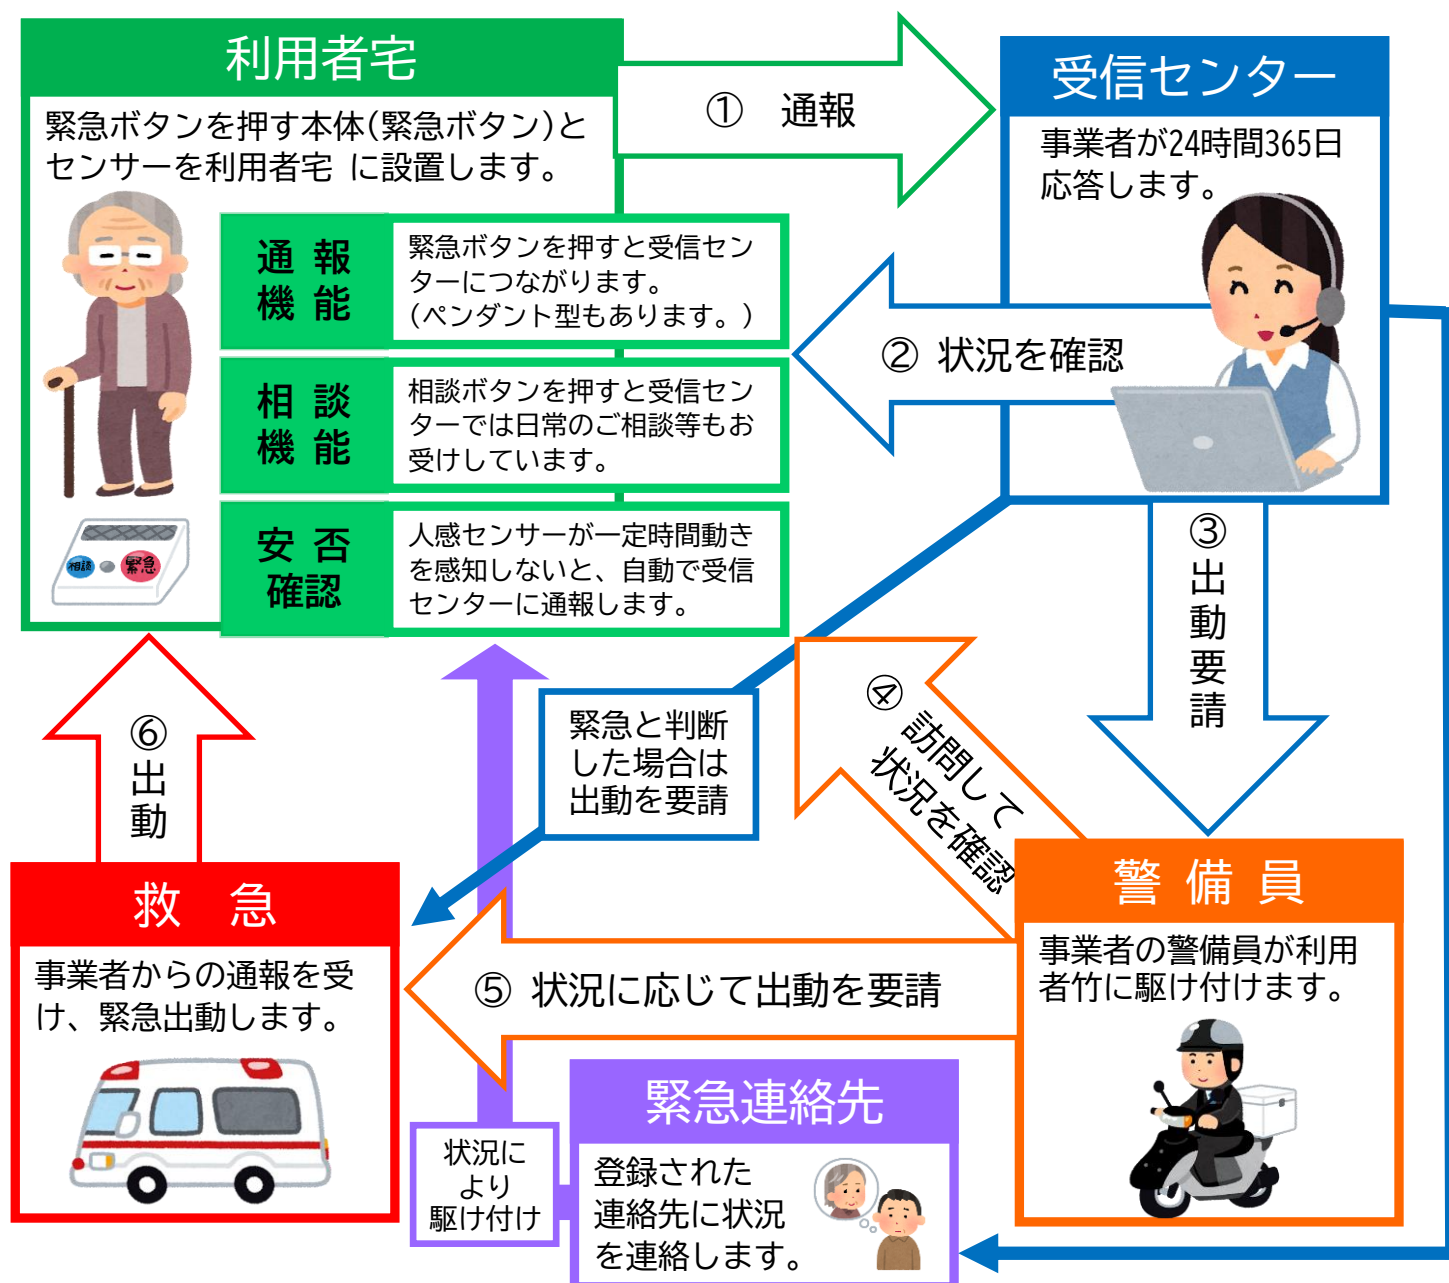 利用者宅
緊急ボタンを押す本体(緊急ボタン)と
センサーを利用者宅 に設置します。
通 報
機 能
緊急ボタンを押すと受信セン
ターにつながります。
(ペンダント型もあります。)
相 談
機 能
相談ボタンを押すと受信セン
ターでは日常のご相談等もお
受けしています。
安 否
確認
人感センサーが一定時間動き
を感知しないと、自動で受信
センターに通報します。
相談
緊急
① 通報
受信センター
事業者が24時間365日
応答します。
② 状況を確認
③出動要請
④ 訪問して
状況を確認
緊急と判断
した場合は
出動を要請
⑥出動
救 急
事業者からの通報を受
け、緊急出動します。
⑤ 状況に応じて出動を要請
警 備 員
事業者の警備員が利用
者竹に駆け付けます。
状況に
より
駆け付け
緊急連絡先
登録された
連絡先に状況
を連絡します。